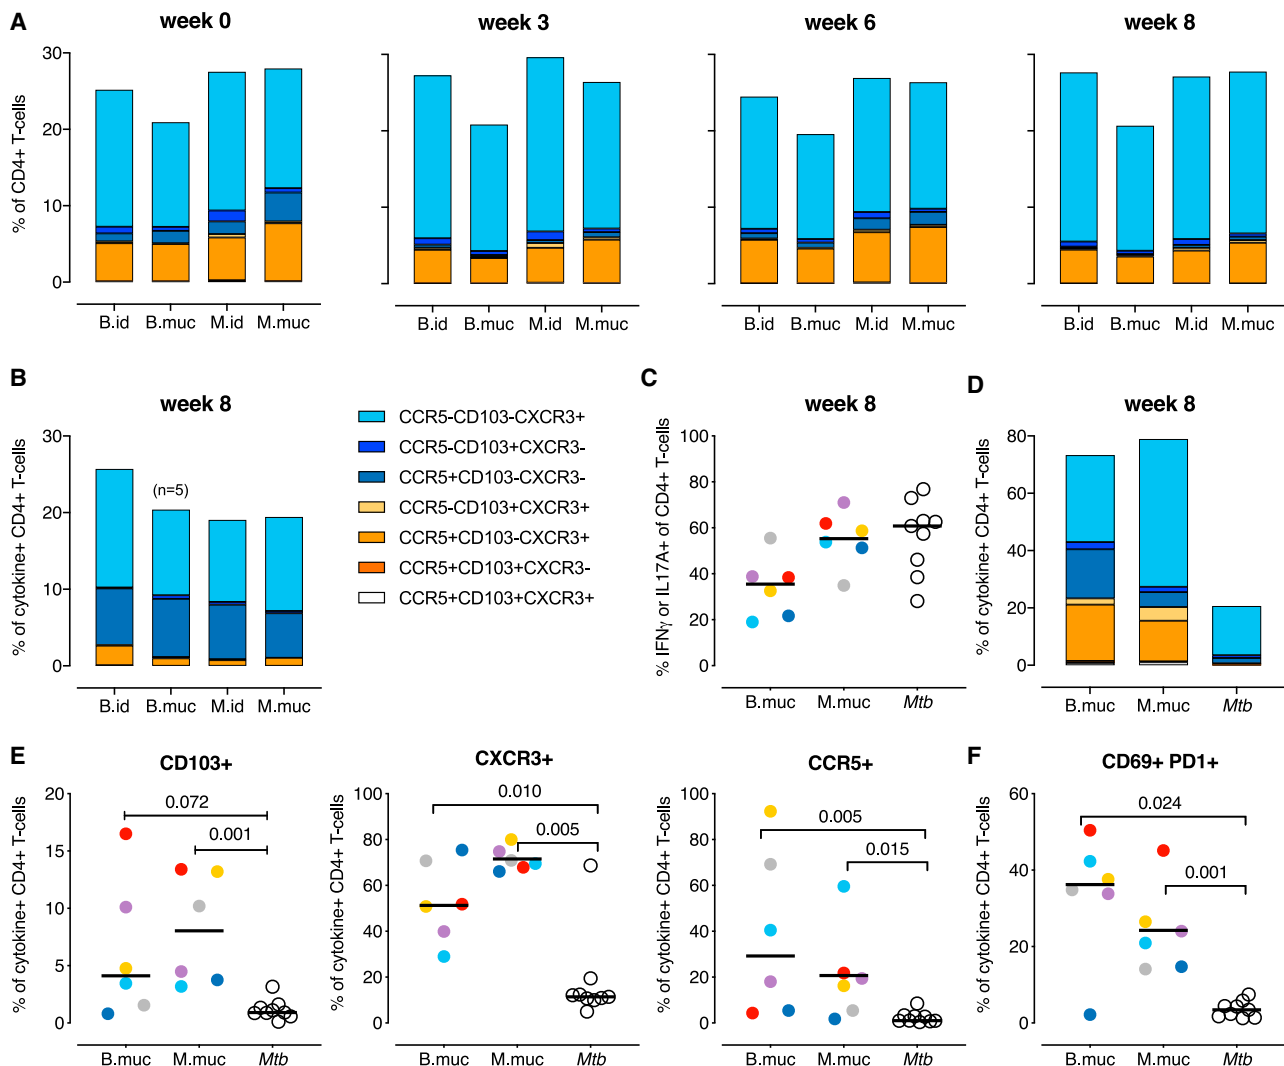 A
week 0
week 3
week 6
week 8
% of CD4+ T-cells
30
20
10
0
B.id B.muc M.id M.muc
B.id B.muc M.id M.muc
B.id B.muc M.id M.muc
B.id B.muc M.id M.muc
B
week 8
% of cytokine+ CD4+ T-cells
30
20
10
0
(n=5)
B.id B.muc M.id M.muc
CCR5-CD103-CXCR3+
CCR5-CD103+CXCR3-
CCR5+CD103-CXCR3-
CCR5-CD103+CXCR3+
CCR5+CD103-CXCR3+
CCR5+CD103+CXCR3-
CCR5+CD103+CXCR3+
C
week 8
% IFNγ or IL17A+ of CD4+ T-cells
100
80
60
40
20
0
B.muc M.muc Mtb
D
week 8
% of cytokine+ CD4+ T-cells
80
60
40
20
0
B.muc M.muc Mtb
E
CD103+
% of cytokine+ CD4+ T-cells
20
15
10
5
0
0.072
0.001
B.muc M.muc Mtb
CXCR3+
% of cytokine+ CD4+ T-cells
100
80
60
40
20
0
0.010
0.005
B.muc M.muc Mtb
CCR5+
% of cytokine+ CD4+ T-cells
100
80
60
40
20
0
0.005
0.015
B.muc M.muc Mtb
F
CD69+ PD1+
% of cytokine+ CD4+ T-cells
60
40
20
0
0.024
0.001
B.muc M.muc Mtb